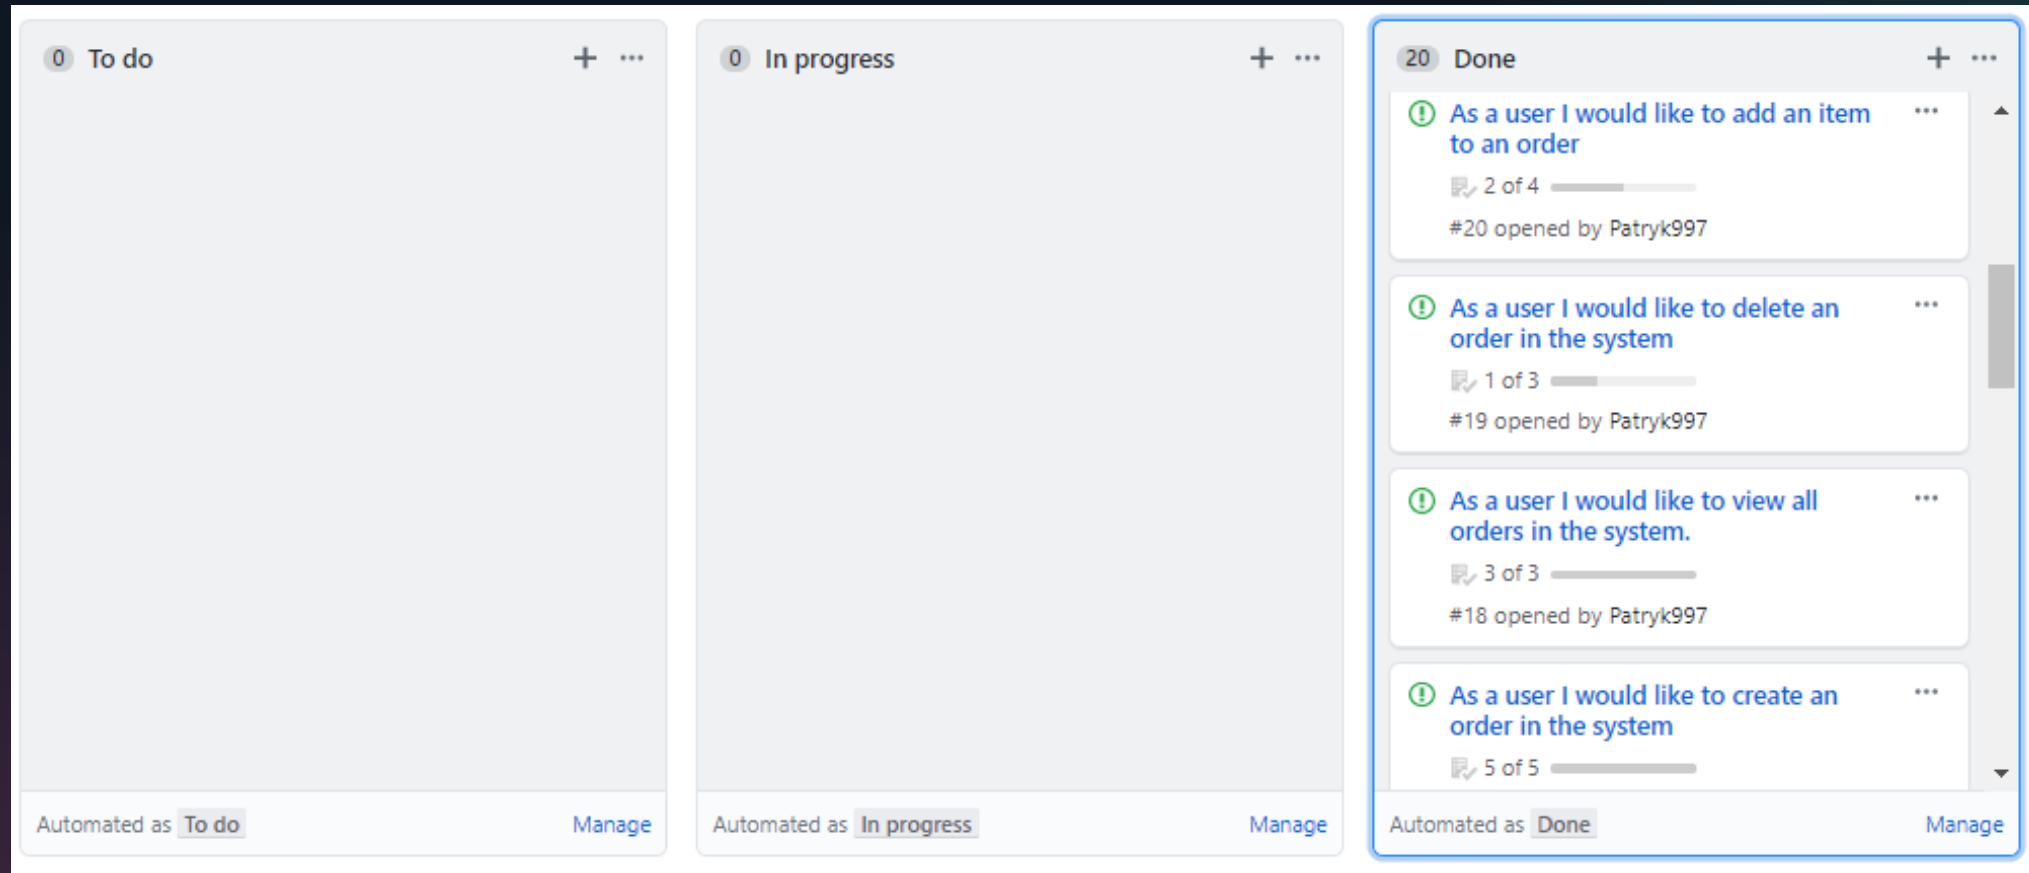 0 To do
Automated as To do Manage
0 In progress
Automated as In progress Manage
20 Done
As a user I would like to add an item
to an order
2 of 4
#20 opened by Patryk997
As a user I would like to delete an
order in the system
1 of 3
#19 opened by Patryk997
As a user I would like to view all
orders in the system.
3 of 3
#18 opened by Patryk997
As a user I would like to create an
order in the system
5 of 5
Automated as Done Manage